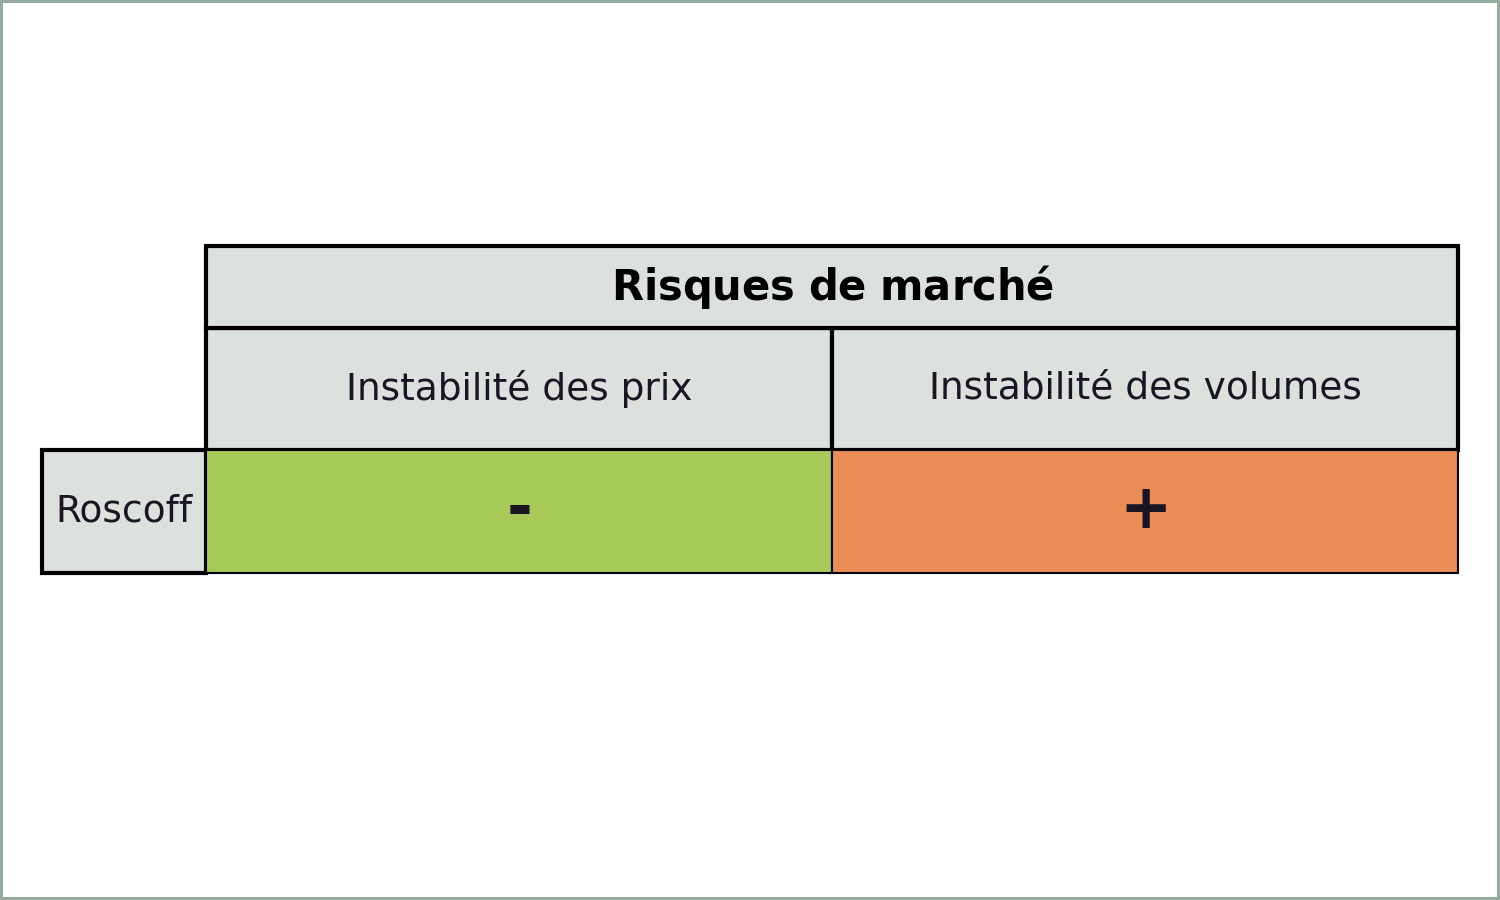 Risques de marché
Instabilité des prix
Instabilité des volumes
Roscoff
-
+